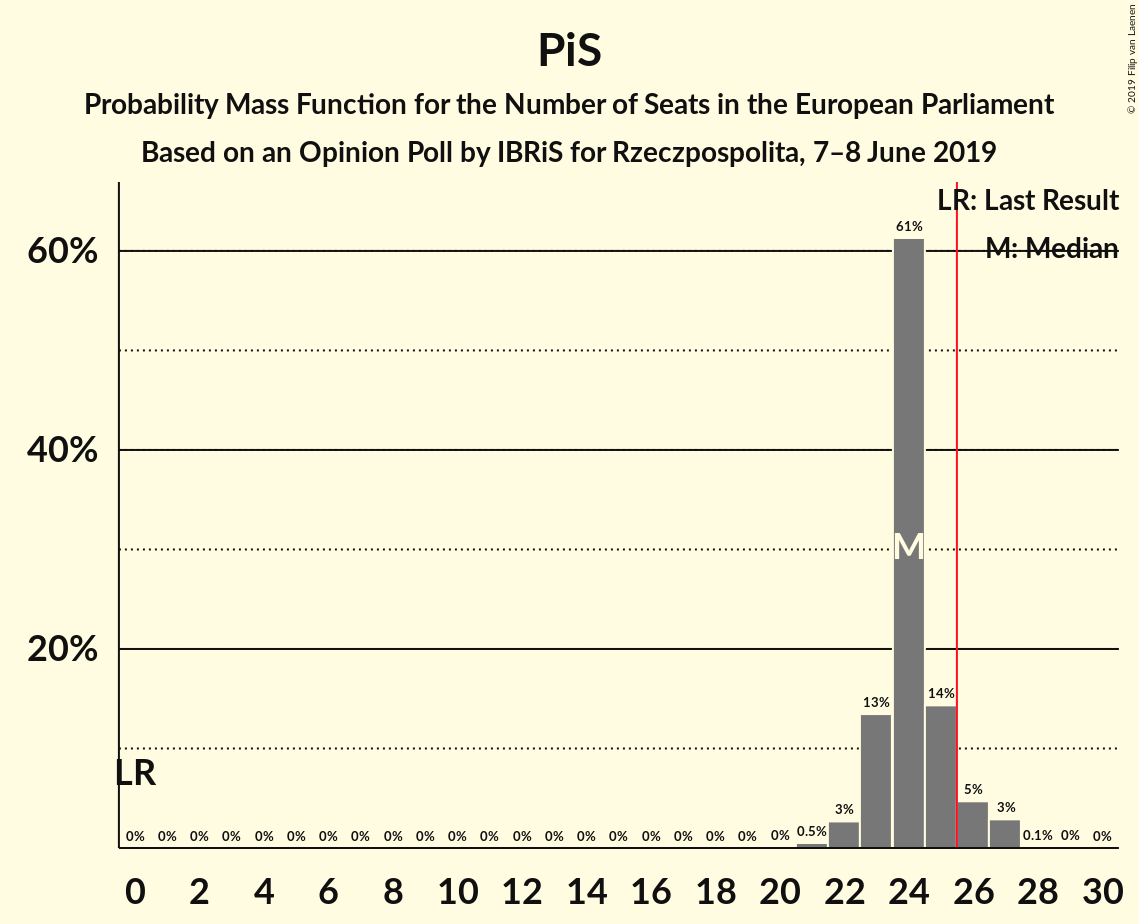 PiS
Probability Mass Function for the Number of Seats in the European Parliament
Based on an Opinion Poll by IBRiS for Rzeczpospolita, 7–8 June 2019
© 2019 Filip van Laenen
LR: Last Result
M: Median
60%
40%
20%
61%
M
13%
14%
LR
0% 0% 0% 0% 0% 0% 0% 0% 0% 0% 0% 0% 0% 0% 0% 0% 0% 0% 0% 0% 0% 0.5% 3% 5% 3% 0.1% 0% 0%
0 2 4 6 8 10 12 14 16 18 20 22 24 26 28 30